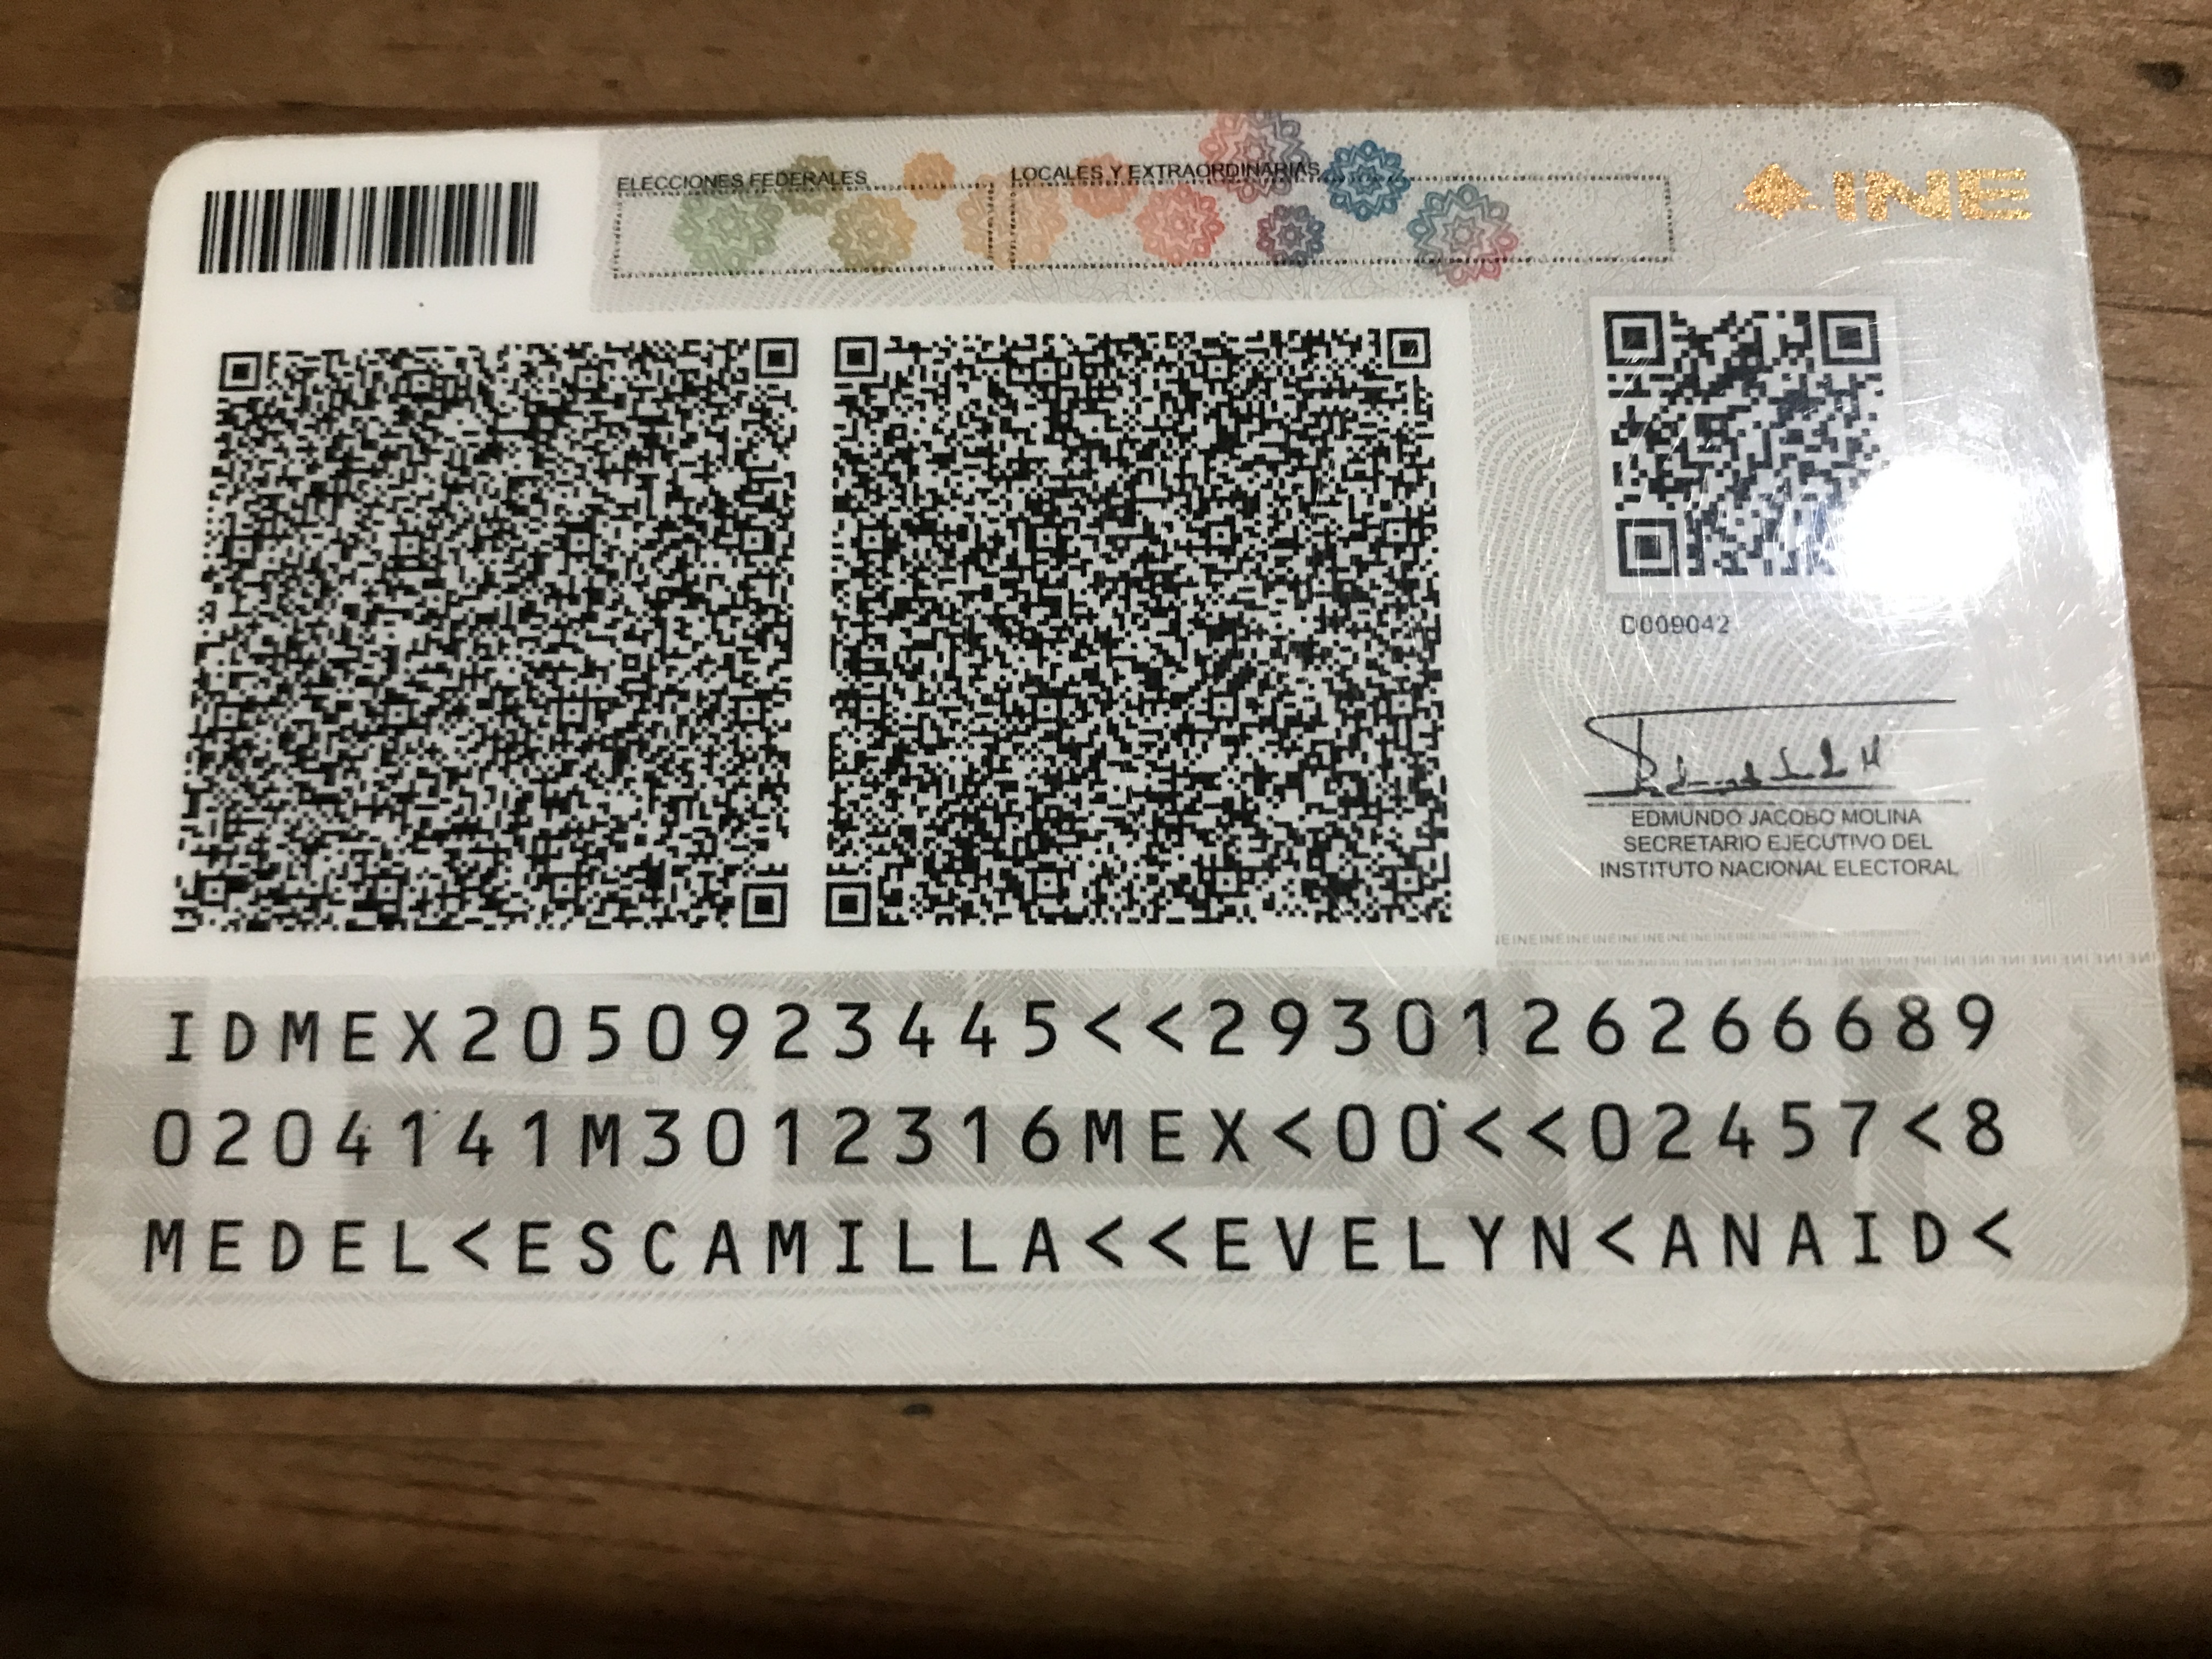 ELECCIONES FEDERALES LOCALES Y EXTRAORDINARIAS
INE
D009042
EDMUNDO JACOBO MOLINA
SECRETARIO EJECUTIVO DEL
INSTITUTO NACIONAL ELECTORAL
IDMEX2050923445<<2930126266689
0204141M3012316MEX<00<<02457<8
MEDEL<ESCAMILLA<<EVELYN<ANAID<